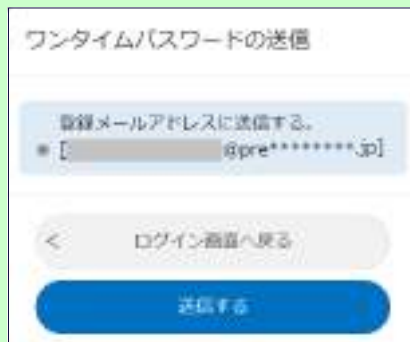 ワンタイムパスワードの送信
登録メールアドレスに送信する。
[ @pre********.jp]
< ログイン画面へ戻る
送信する